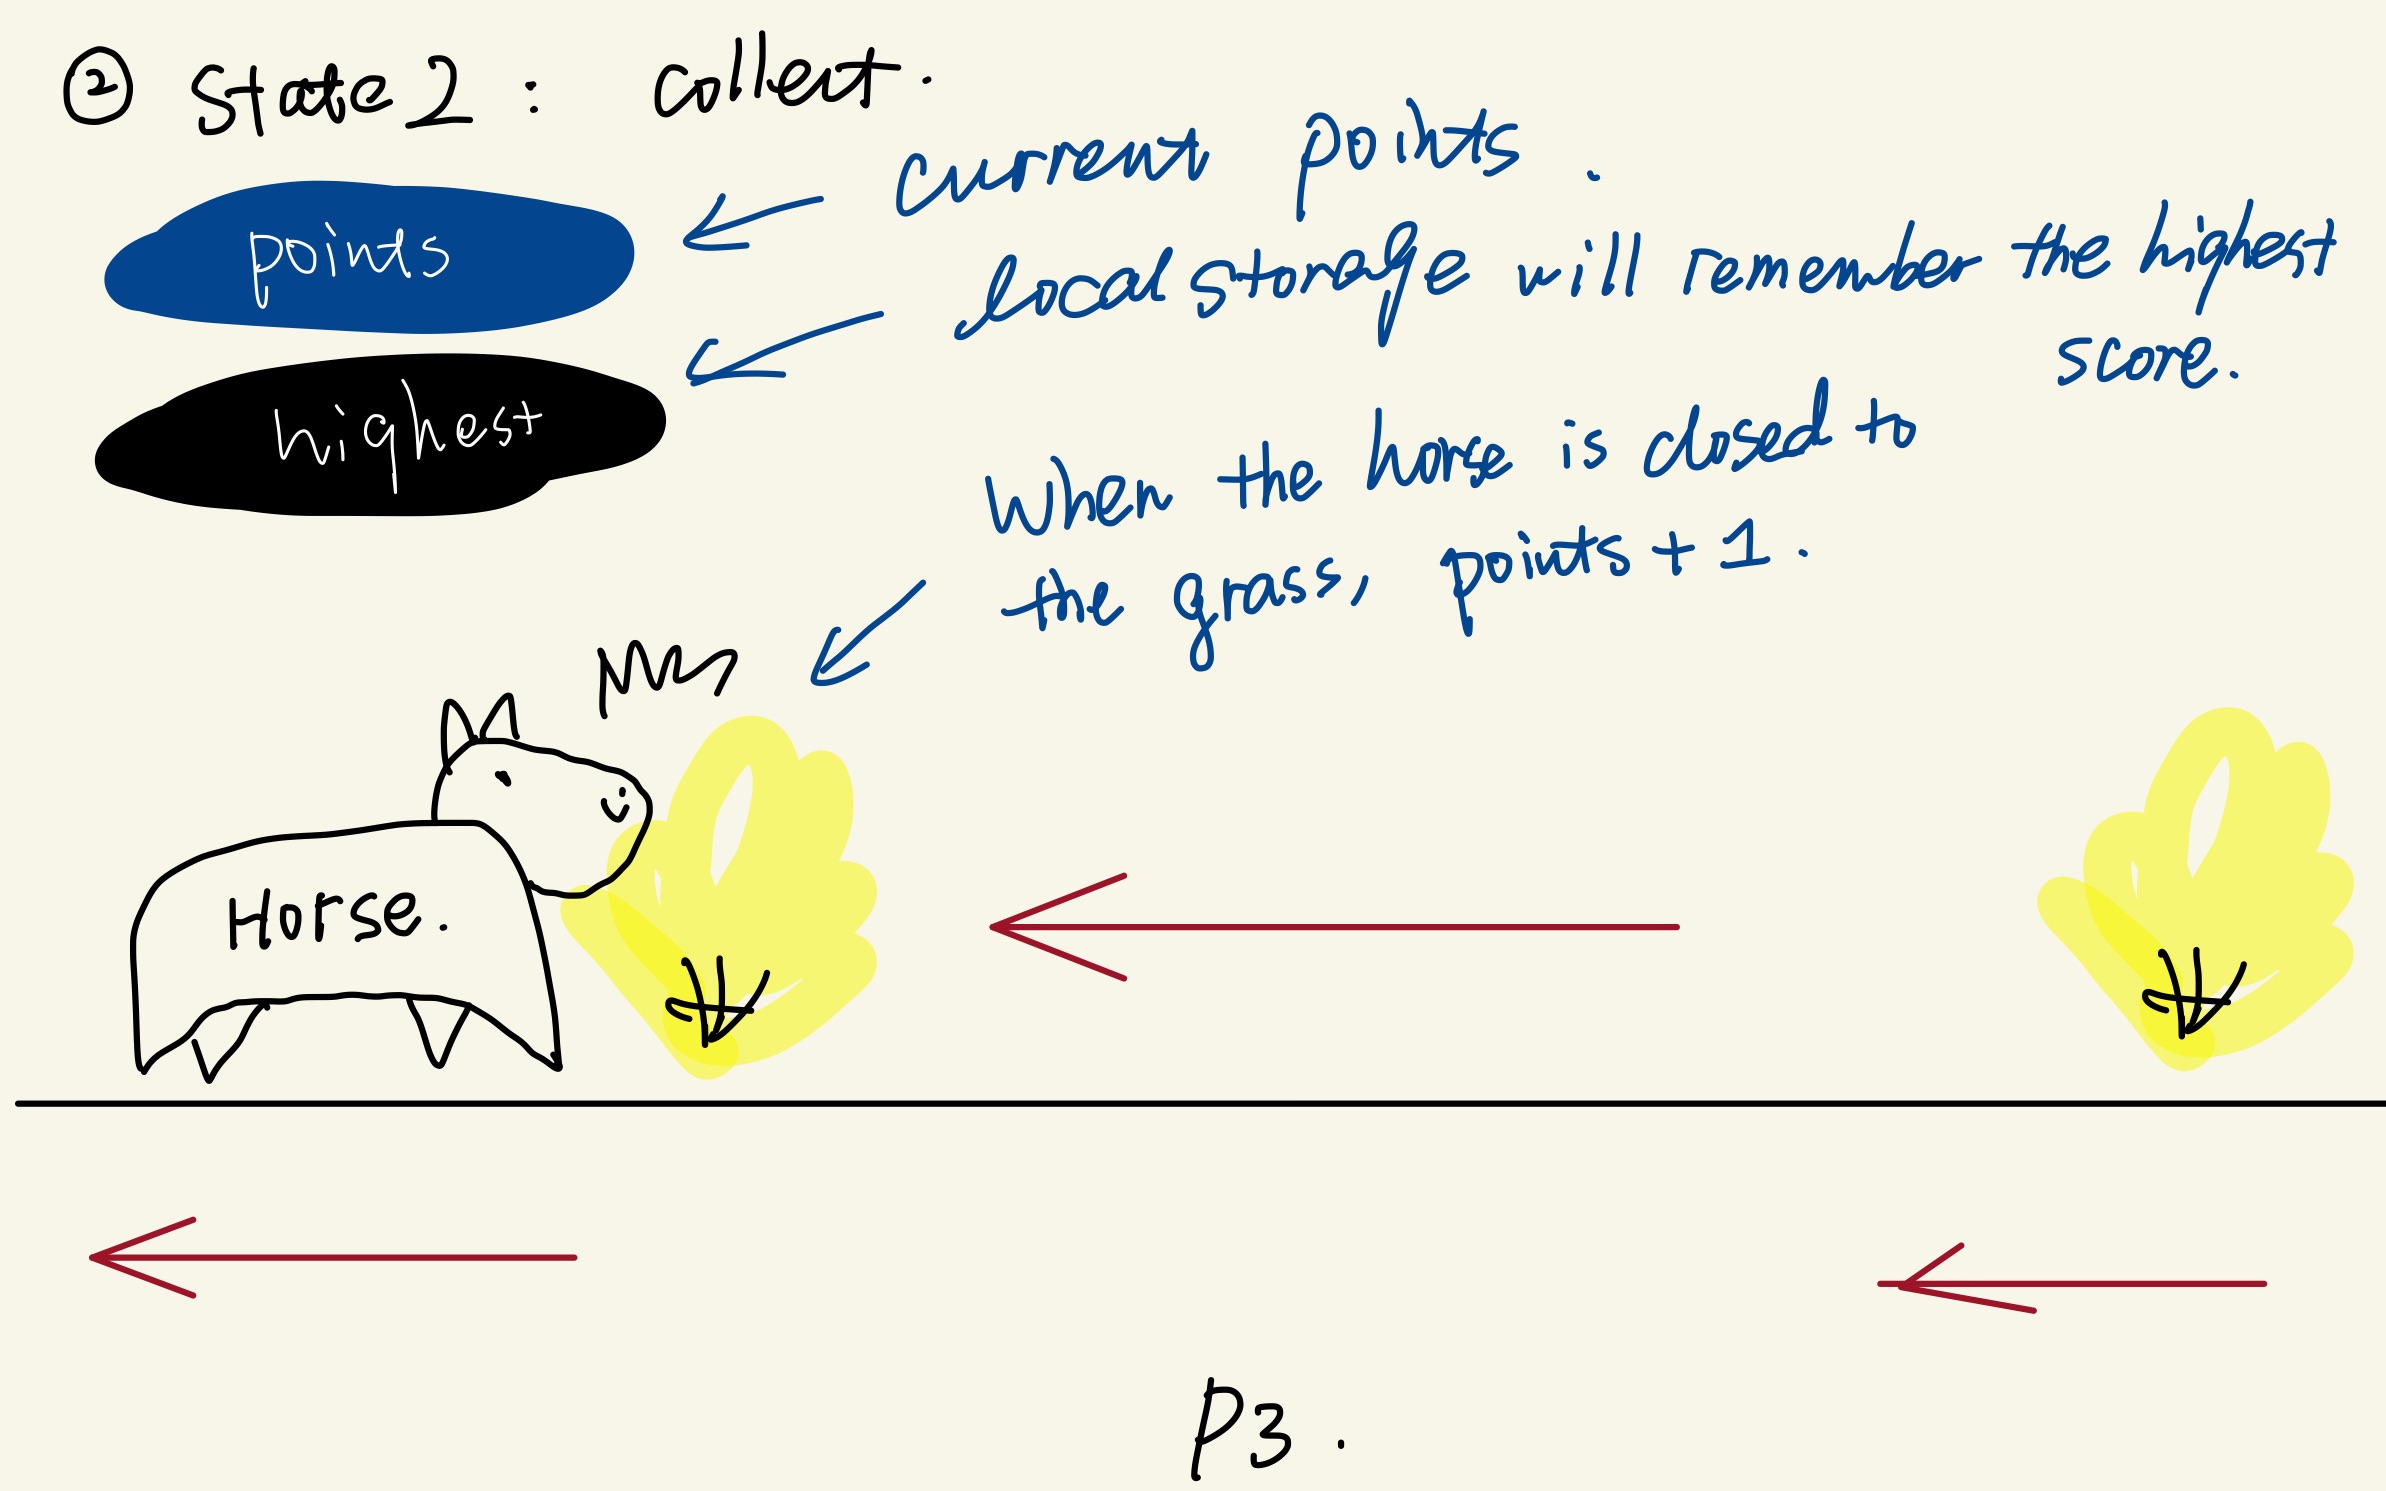 ② State 2 : collect.
points
current points.
highest
local storage will remember the highest
score.
When the horse is closed to
the grass, points + 1.
Horse.
P3.